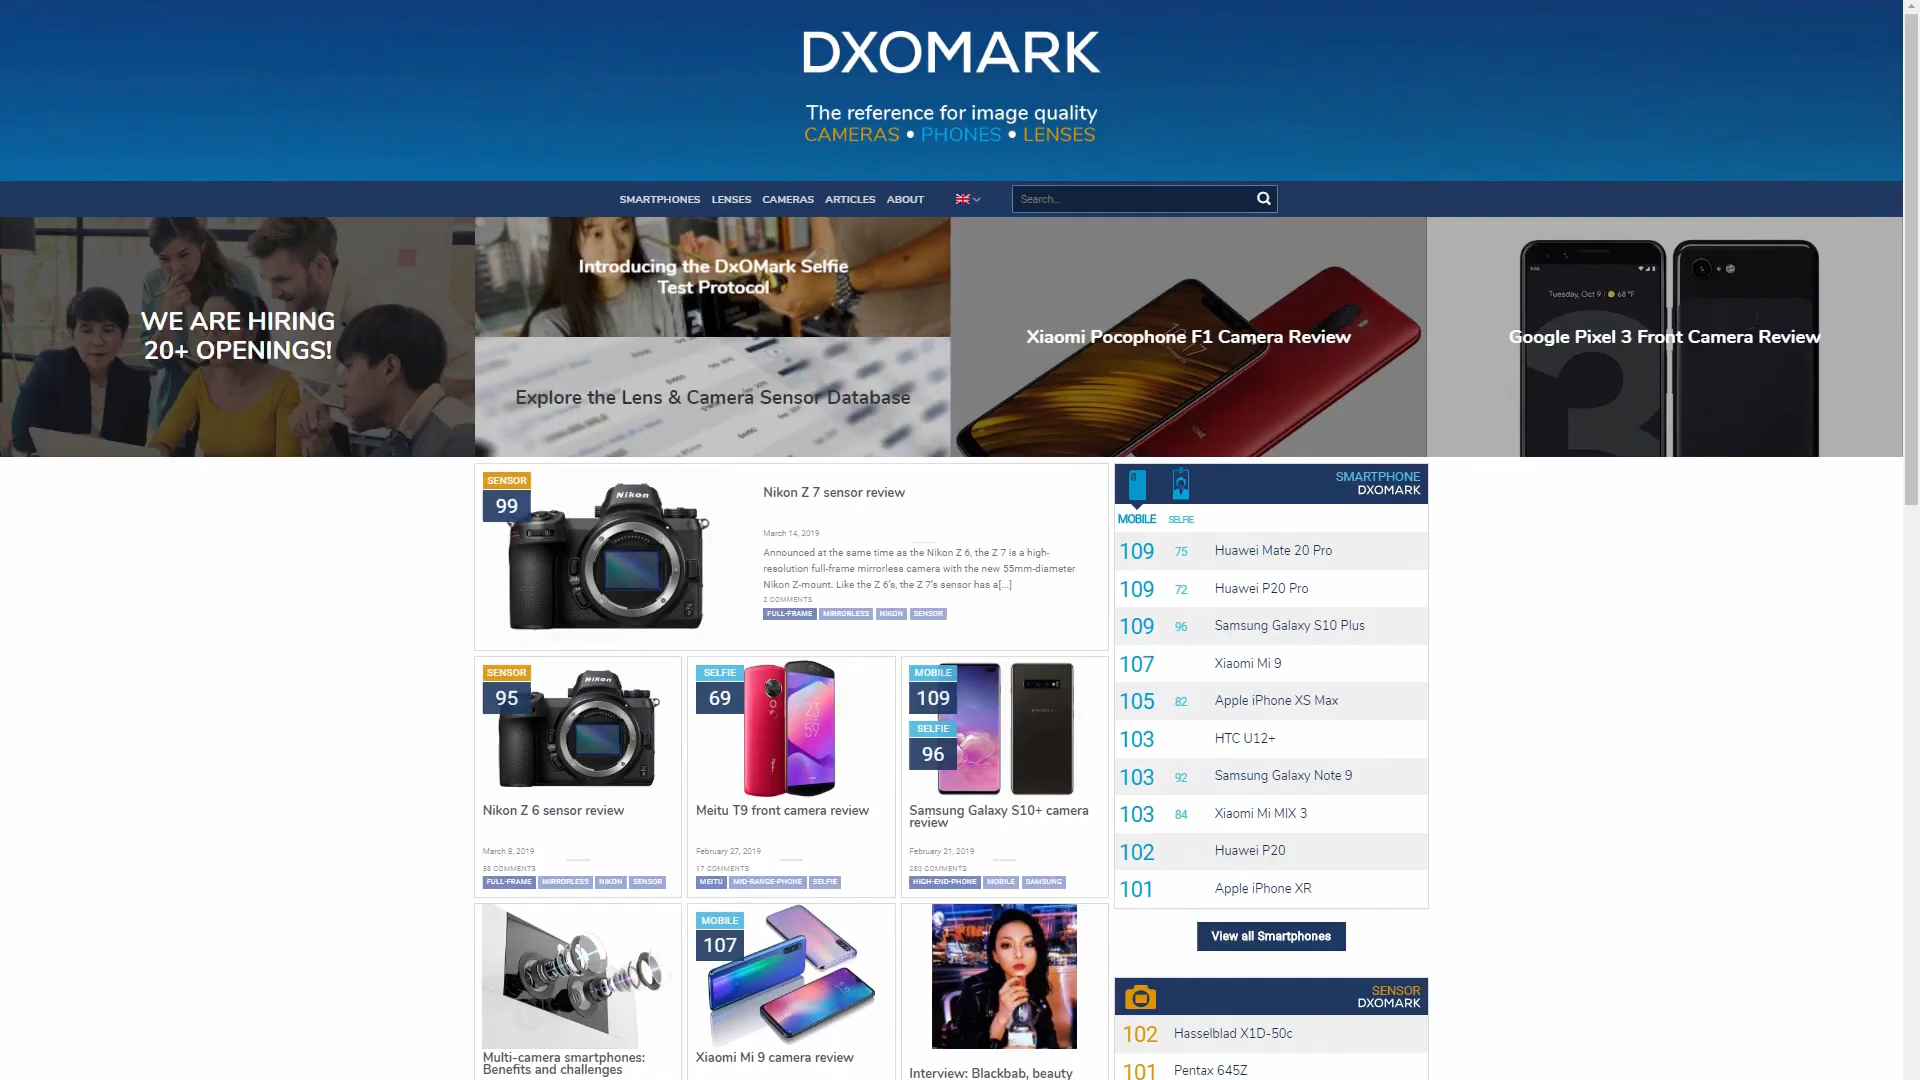 DXOMARK
The reference for image quality
CAMERAS • PHONES • LENSES
SMARTPHONES LENSES CAMERAS ARTICLES ABOUT
Search...
WE ARE HIRING
20+ OPENINGS!
Introducing the DxOMark Selfie
Test Protocol
Explore the Lens & Camera Sensor Database
Xiaomi Pocophone F1 Camera Review
Tuesday, Oct 9 | 68 °F
Google Pixel 3 Front Camera Review
SENSOR
99
Nikon
Nikon Z 7 sensor review
March 14, 2019
Announced at the same time as the Nikon Z 6, the Z 7 is a high-
resolution full-frame mirrorless camera with the new 55mm-diameter
Nikon Z-mount. Like the Z 6's, the Z 7's sensor has a[...]
2 COMMENTS
FULL-FRAME MIRRORLESS NIKON SENSOR
SENSOR
95
Nikon
Nikon Z 6 sensor review
March 8, 2019
58 COMMENTS
FULL-FRAME MIRRORLESS NIKON SENSOR
SELFIE
69
Meitu T9 front camera review
February 27, 2019
17 COMMENTS
MEITU MID-RANGE-PHONE SELFIE
MOBILE
109
SELFIE
96
Samsung Galaxy S10+ camera
review
February 21, 2019
280 COMMENTS
HIGH-END-PHONE MOBILE SAMSUNG
Multi-camera smartphones:
Benefits and challenges
MOBILE
107
Xiaomi Mi 9 camera review
Interview: Blackbab, beauty
SMARTPHONE
DXOMARK
MOBILE SELFIE
109 75 Huawei Mate 20 Pro
109 72 Huawei P20 Pro
109 96 Samsung Galaxy S10 Plus
107 Xiaomi Mi 9
105 82 Apple iPhone XS Max
103 HTC U12+
103 92 Samsung Galaxy Note 9
103 84 Xiaomi Mi MIX 3
102 Huawei P20
101 Apple iPhone XR
View all Smartphones
SENSOR
DXOMARK
102 Hasselblad X1D-50c
101 Pentax 645Z